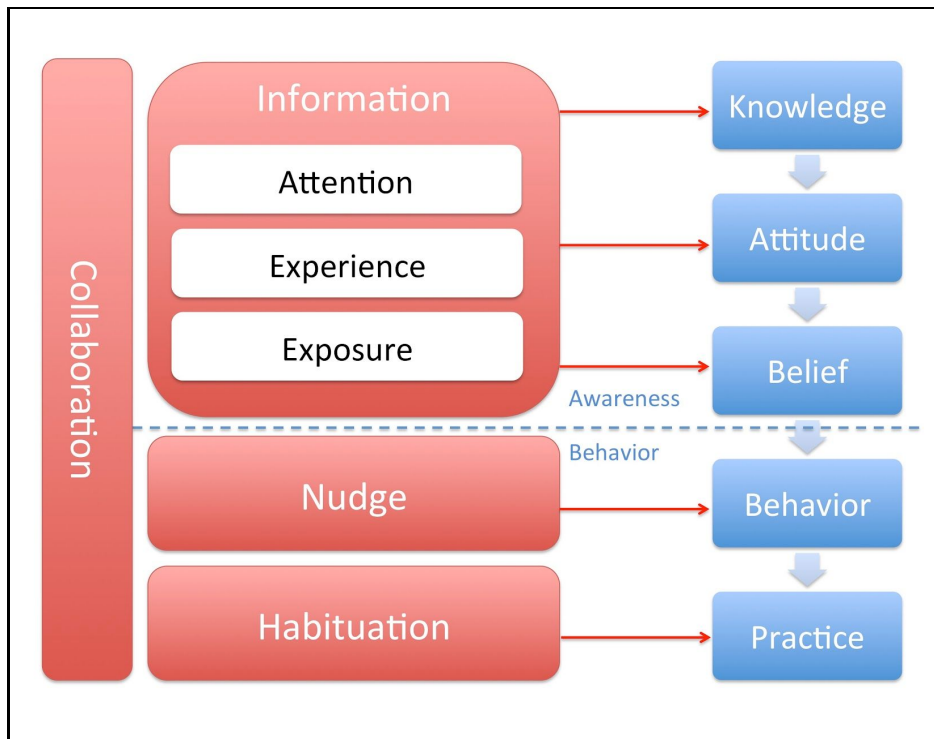 Collaboration
Information
Attention
Experience
Exposure
Nudge
Habituation
Awareness
Behavior
Knowledge
Attitude
Belief
Behavior
Practice